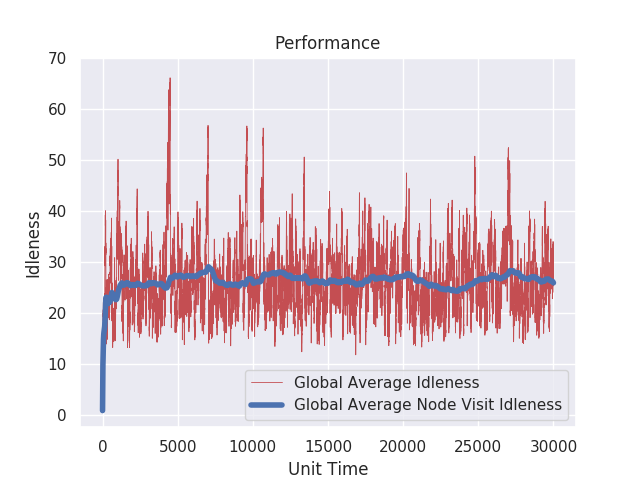 Performance
70
60
50
40
30
20
10
0
Idleness
Global Average Idleness
Global Average Node Visit Idleness
0 5000 10000 15000 20000 25000 30000
Unit Time